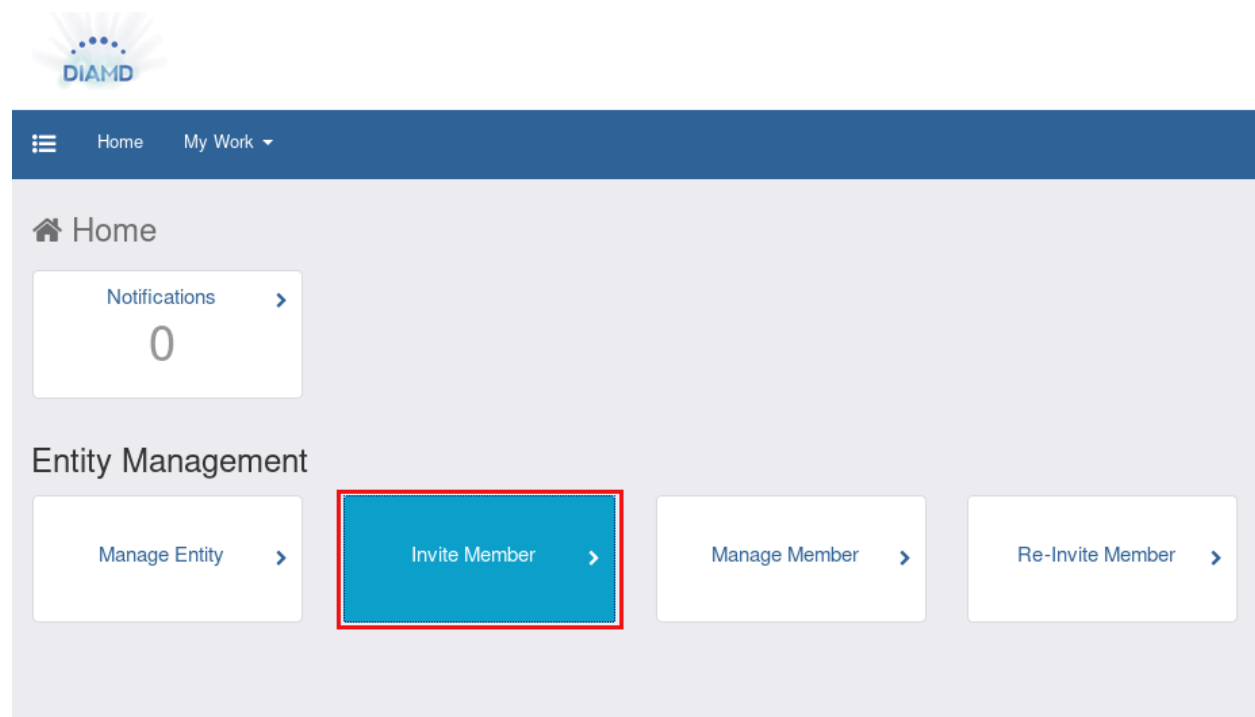 DIAMD
Home My Work
Home
Notifications
0
Entity Management
Manage Entity Invite Member Manage Member Re-Invite Member